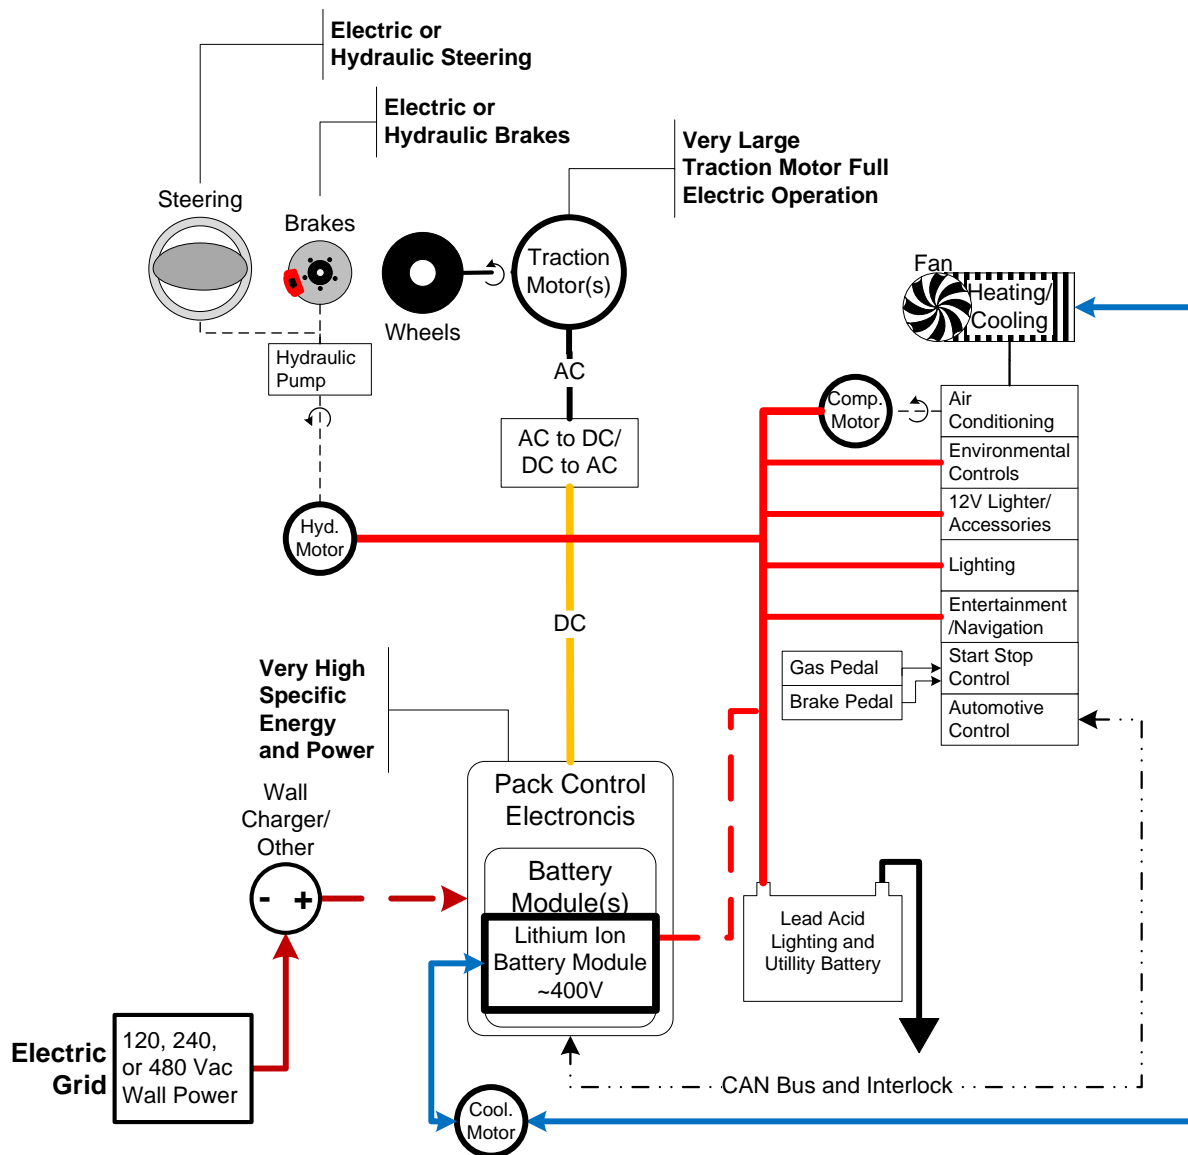 Electric or
Hydraulic Steering
Electric or
Hydraulic Brakes
Very Large
Traction Motor Full
Electric Operation
Steering
Brakes
Wheels
Traction
Motor(s)
Fan
Heating/
Cooling
Hydraulic
Pump
AC
Comp.
Motor
Air
Conditioning
AC to DC/
DC to AC
Environmental
Controls
12V Lighter/
Accessories
Hyd.
Motor
Lighting
DC
Entertainment
/Navigation
Very High
Specific
Energy
and Power
Gas Pedal
Brake Pedal
Start Stop
Control
Automotive
Control
Pack Control
Electroncis
Wall
Charger/
Other
- +
Battery
Module(s)
Lithium Ion
Battery Module
~400V
Lead Acid
Lighting and
Utillity Battery
Electric
Grid
120, 240,
or 480 Vac
Wall Power
CAN Bus and Interlock
Cool.
Motor